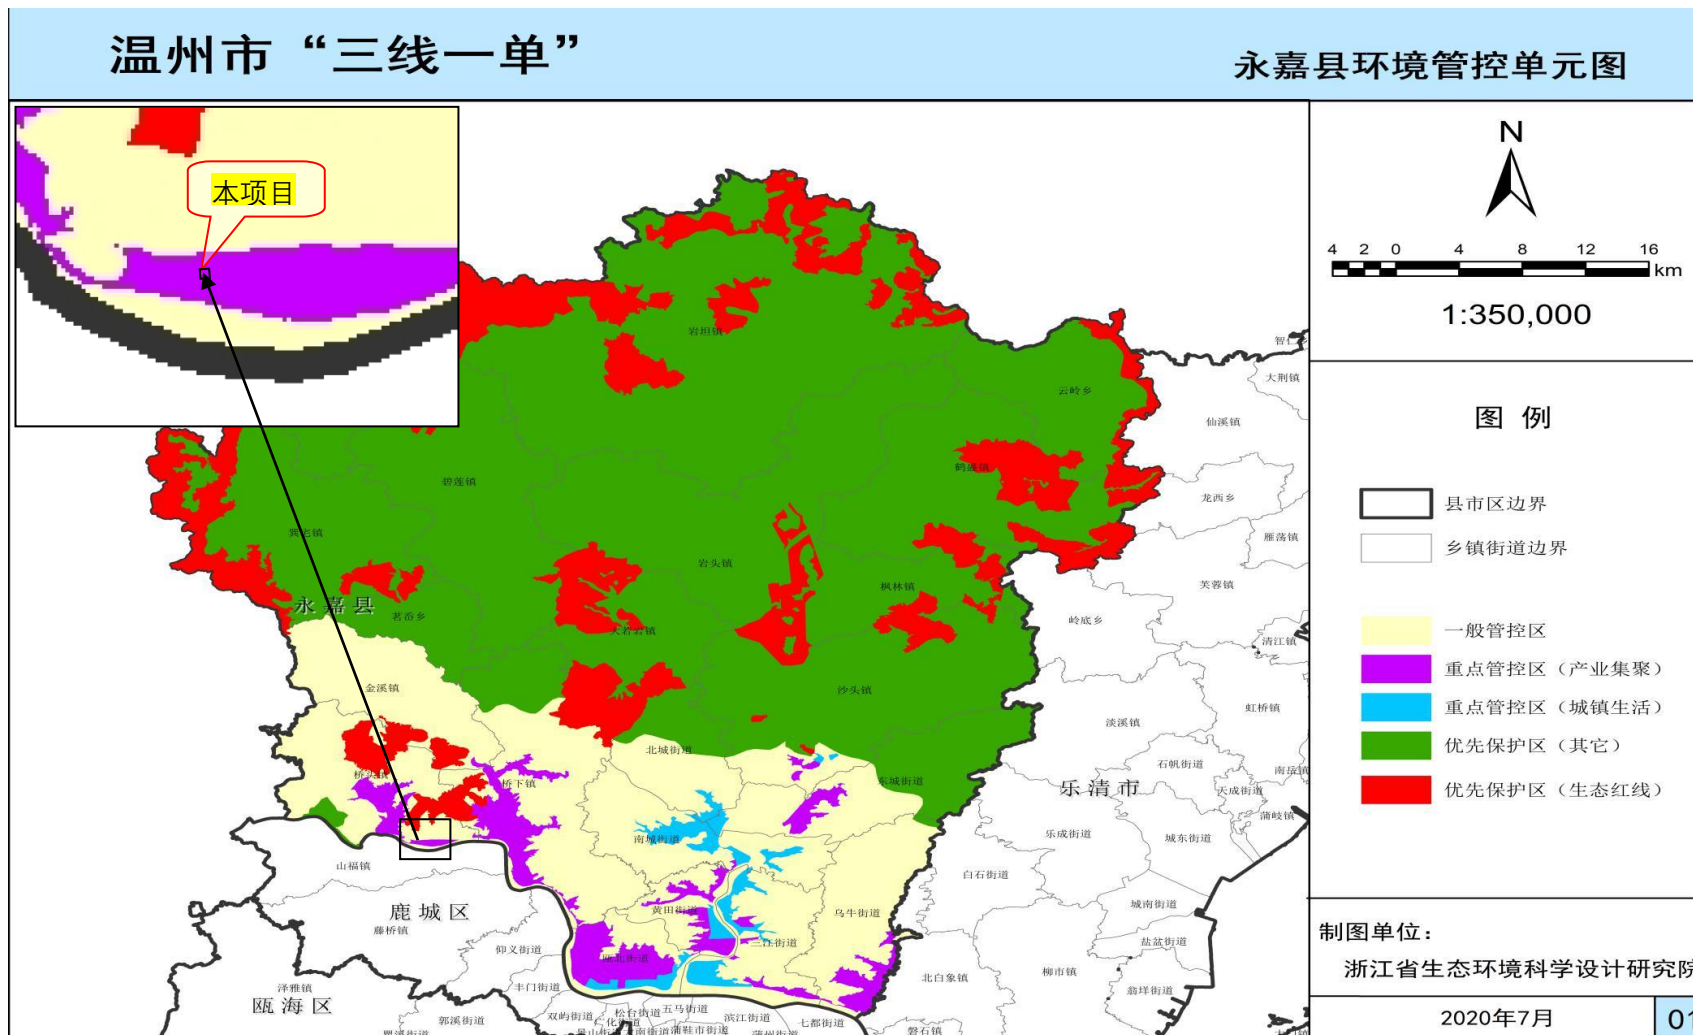 温州市“三线一单”
永嘉县环境管控单元图
本项目
N
4 2 0 4 8 12 16
km
1:350,000
图 例
县市区边界
乡镇街道边界
一般管控区
重点管控区（产业集聚）
重点管控区（城镇生活）
优先保护区（其它）
优先保护区（生态红线）
制图单位：
浙江省生态环境科学设计研究院
2020年7月
01
岩坦镇
云岭乡
大荆镇
仙溪镇
碧莲镇
鹤盛镇
龙西乡
巽宅镇
雁荡镇
岩头镇
枫林镇
芙蓉镇
永嘉县
茗岙乡
大若岩镇
岭底乡
清江镇
金溪镇
沙头镇
虹桥镇
淡溪镇
北城街道
石帆街道
南岳镇
桥头镇
桥下镇
东城街道
乐清市
天成街道
蒲岐镇
南城街道
乐成街道
城东街道
山福镇
白石街道
鹿城区
黄田街道
乌牛街道
城南街道
藤桥镇
仰义街道
三江街道
盐盆街道
瓯北街道
北白象镇
柳市镇
泽雅镇
丰门街道
翁垟街道
瓯海区
郭溪街道
双屿街道
松台街道
五马街道
滨江街道
七都街道
磐石镇
蒲鞋市街道